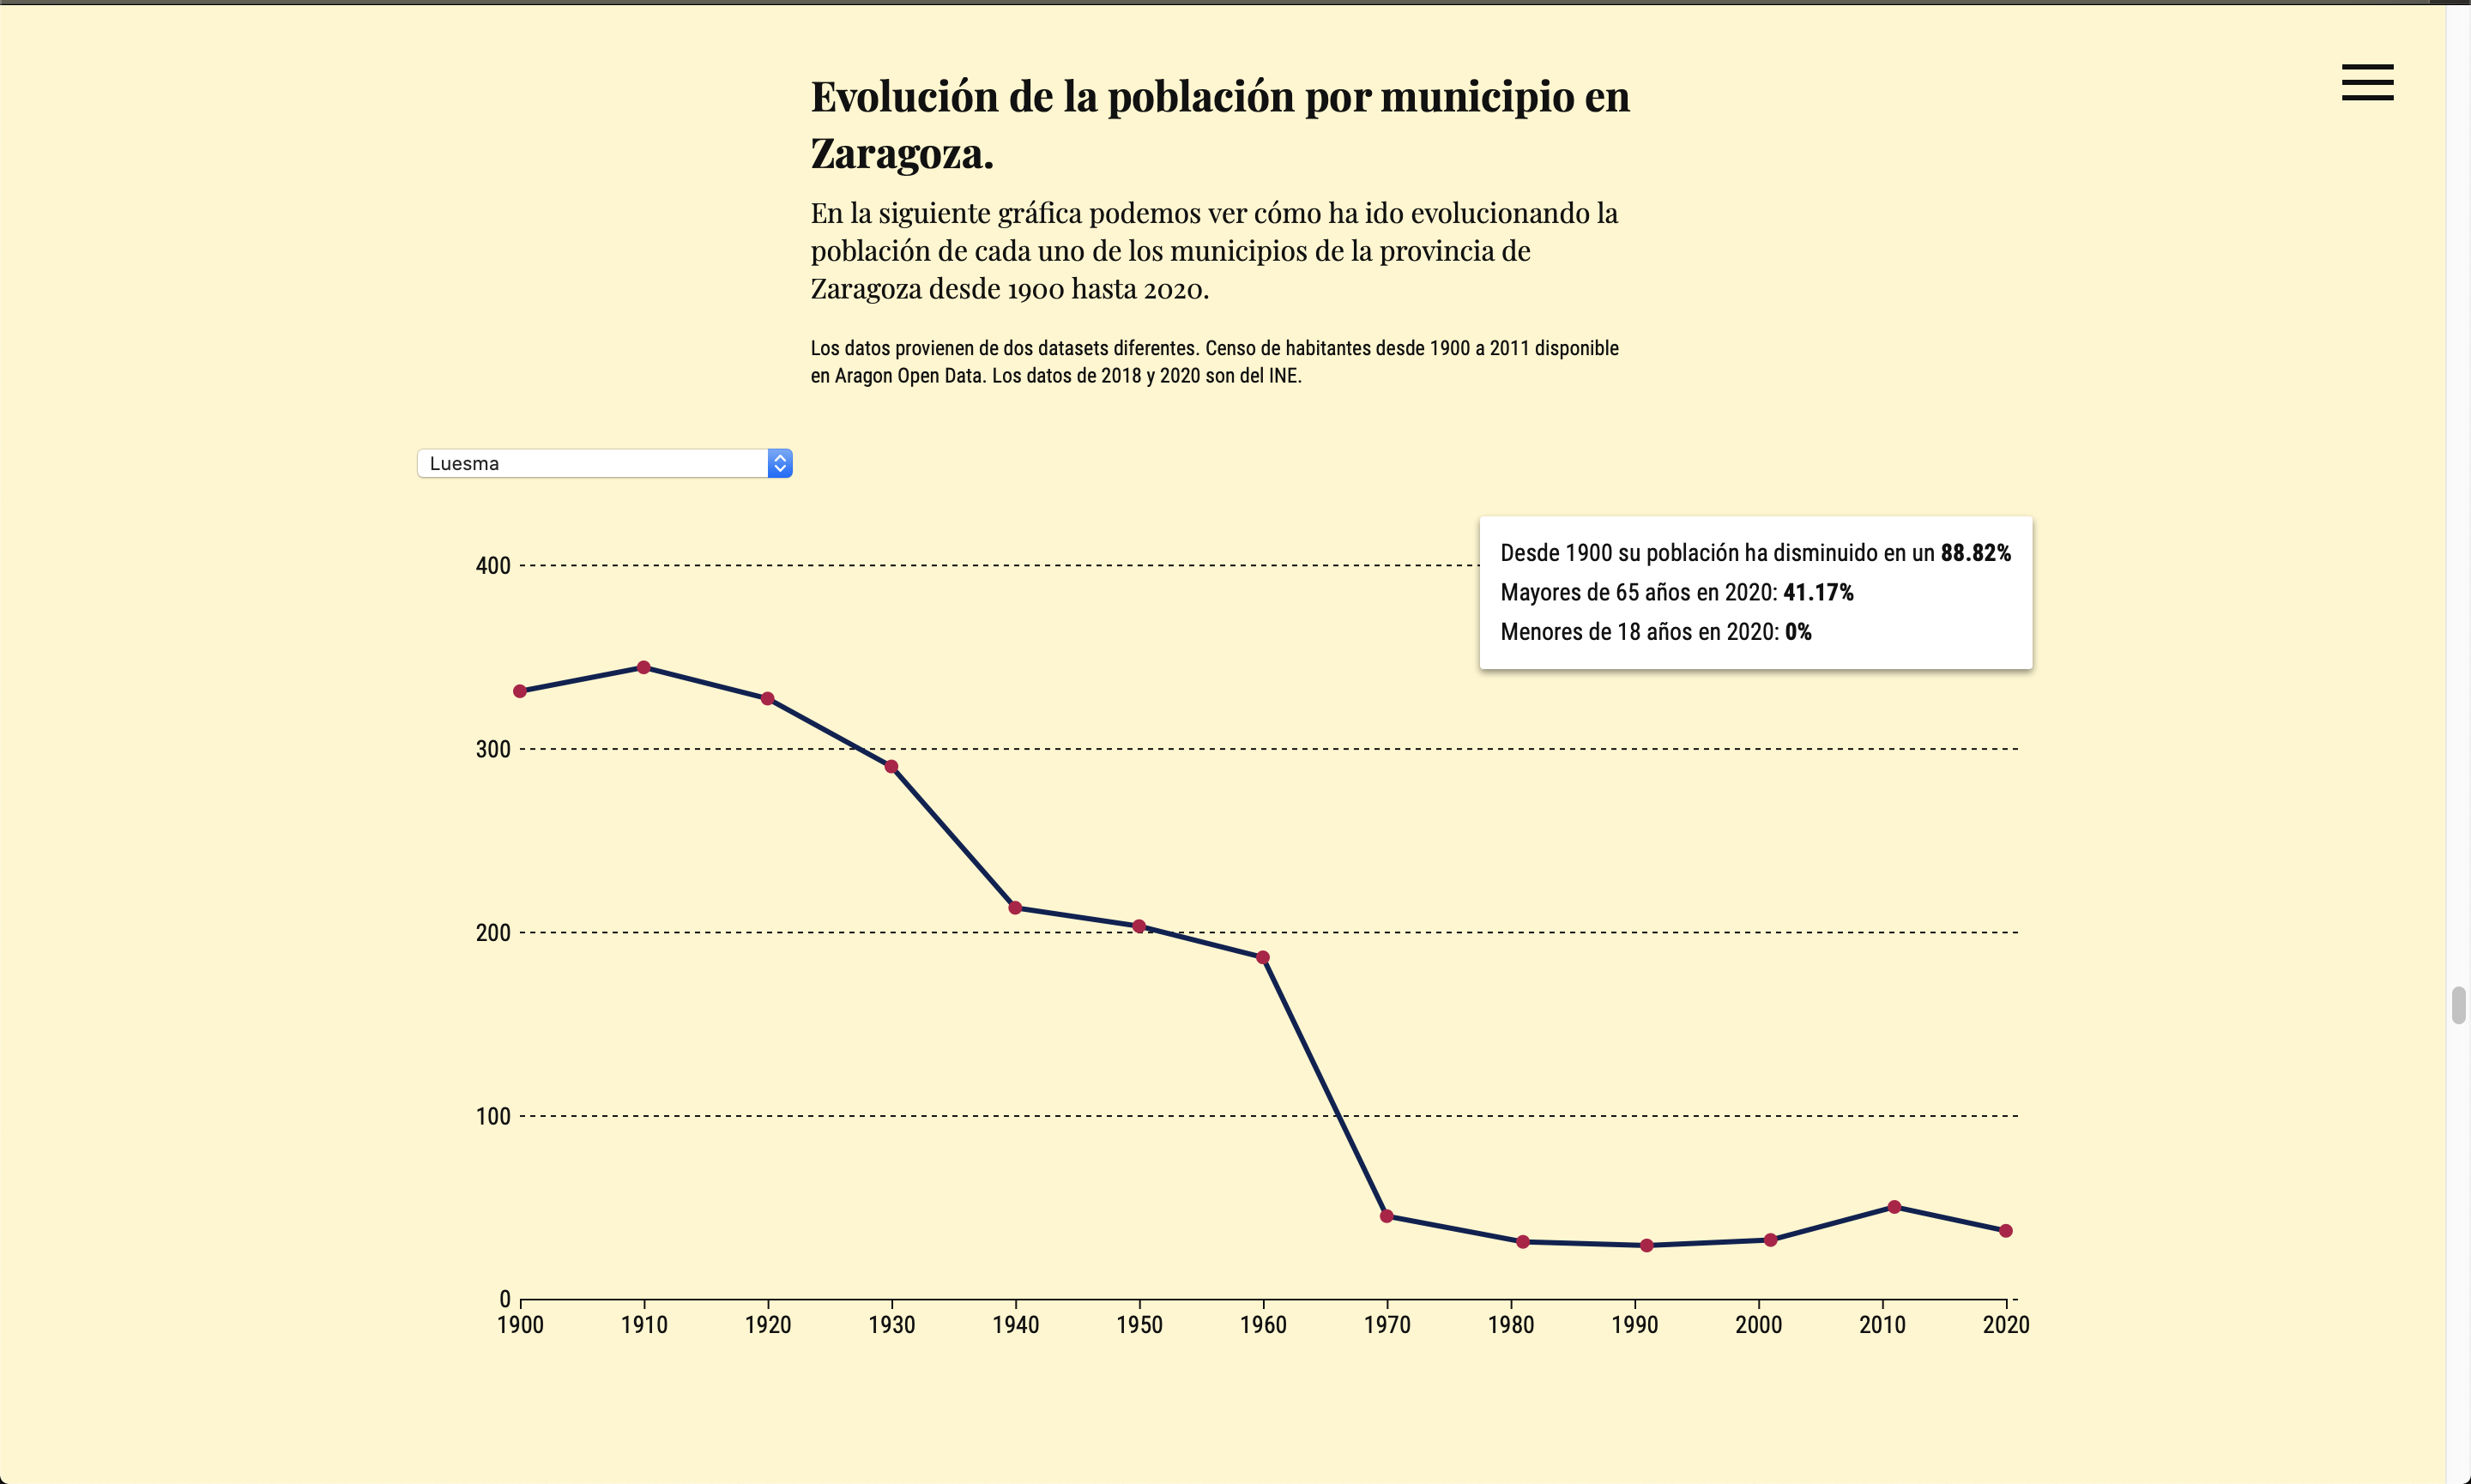 Evolución de la población por municipio en
Zaragoza.
En la siguiente gráfica podemos ver cómo ha ido evolucionando la
población de cada uno de los municipios de la provincia de
Zaragoza desde 1900 hasta 2020.
Los datos provienen de dos datasets diferentes. Censo de habitantes desde 1900 a 2011 disponible
en Aragon Open Data. Los datos de 2018 y 2020 son del INE.
Luesma
Desde 1900 su población ha disminuido en un 88.82%
Mayores de 65 años en 2020: 41.17%
Menores de 18 años en 2020: 0%
400
300
200
100
0
1900 1910 1920 1930 1940 1950 1960 1970 1980 1990 2000 2010 2020